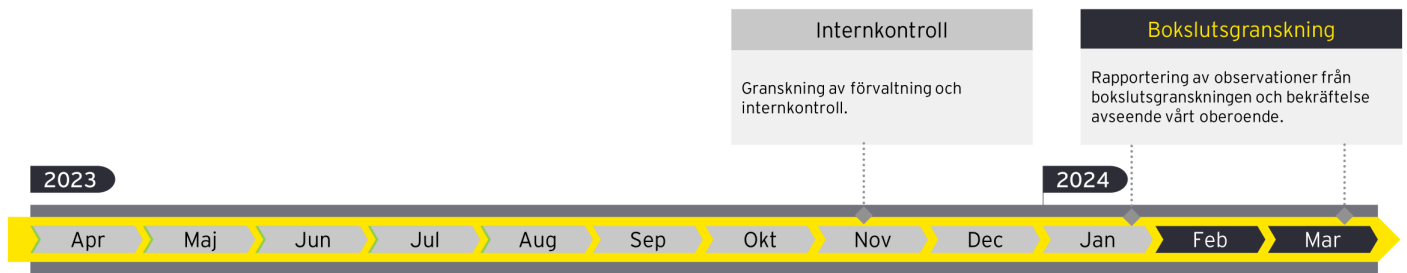 Internkontroll
Granskning av förvaltning och
internkontroll.
Bokslutsgranskning
Rapportering av observationer från
bokslutsgranskningen och bekräftelse
avseende vårt oberoende.
2023
2024
Apr Maj Jun Jul Aug Sep Okt Nov Dec Jan Feb Mar